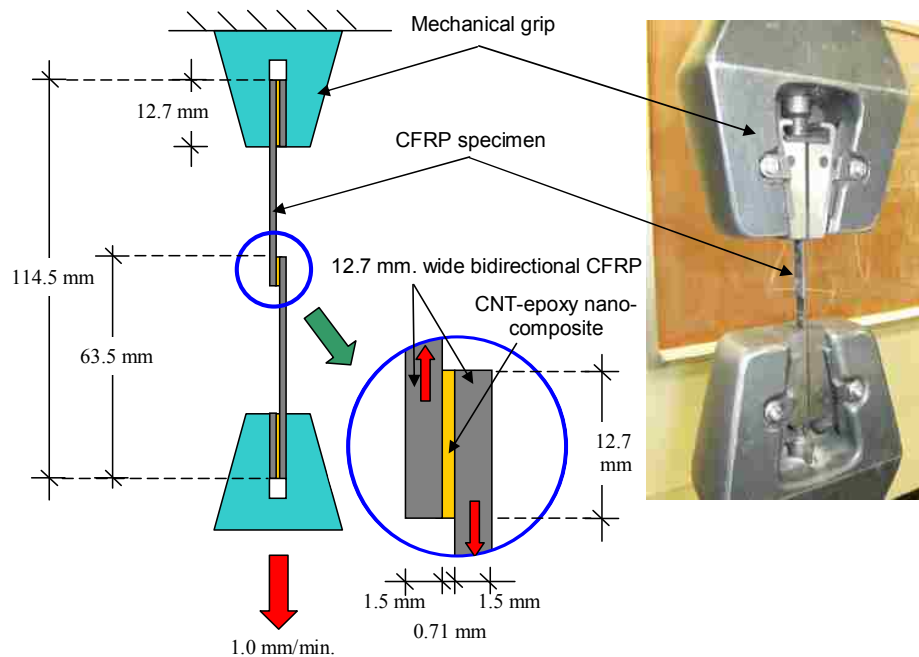 Mechanical grip
12.7 mm
CFRP specimen
114.5 mm
12.7 mm. wide bidirectional CFRP
CNT-epoxy nano-
composite
63.5 mm
12.7
mm
1.5 mm
1.5 mm
0.71 mm
1.0 mm/min.